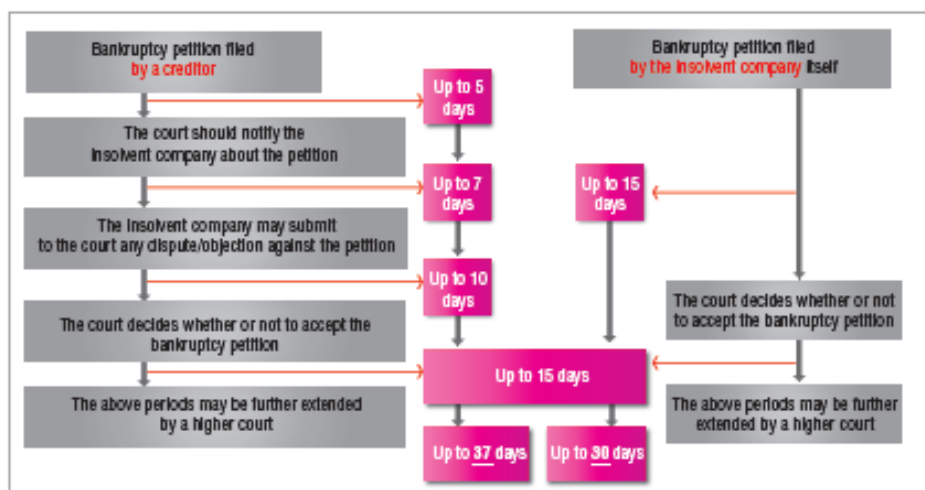 Bankruptcy petition filed
by a creditor
The court should notify the
insolvent company about the petition
The insolvent company may submit
to the court any dispute/objection against the petition
The court decides whether or not to accept the
bankruptcy petition
The above periods may be further extended
by a higher court
Up to 5
days
Up to 7
days
Up to 10
days
Up to 15
days
Up to 15 days
Up to 37 days
Up to 30 days
Bankruptcy petition filed
by the insolvent company itself
The court decides whether or not
to accept the bankruptcy petition
The above periods may be further
extended by a higher court